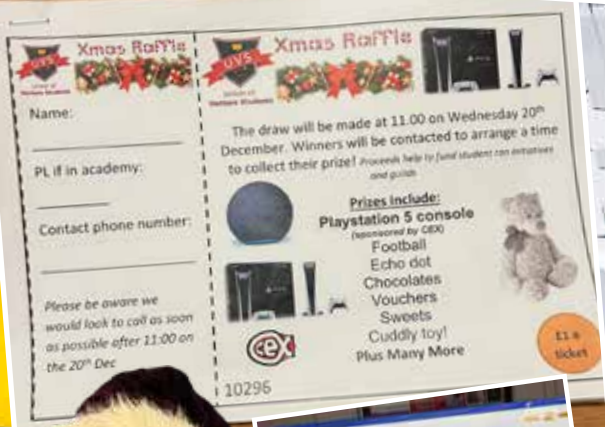 UVS
Xmas Raffle
Name:
PL if in academy:
Contact phone number:
Please be aware we
would look to call as soon
as possible after 11:00 on
the 20th Dec
UVS
Xmas Raffle
The draw will be made at 11.00 on Wednesday 20th
December. Winners will be contacted to arrange a time
to collect their prize! Proceeds help to fund student ran initiatives
and guilds
Prizes Include:
Playstation 5 console
(sponsored by CEX)
Football
Echo dot
Chocolates
Vouchers
Sweets
Cuddly toy!
Plus Many More
cex
£1 a
ticket
10296